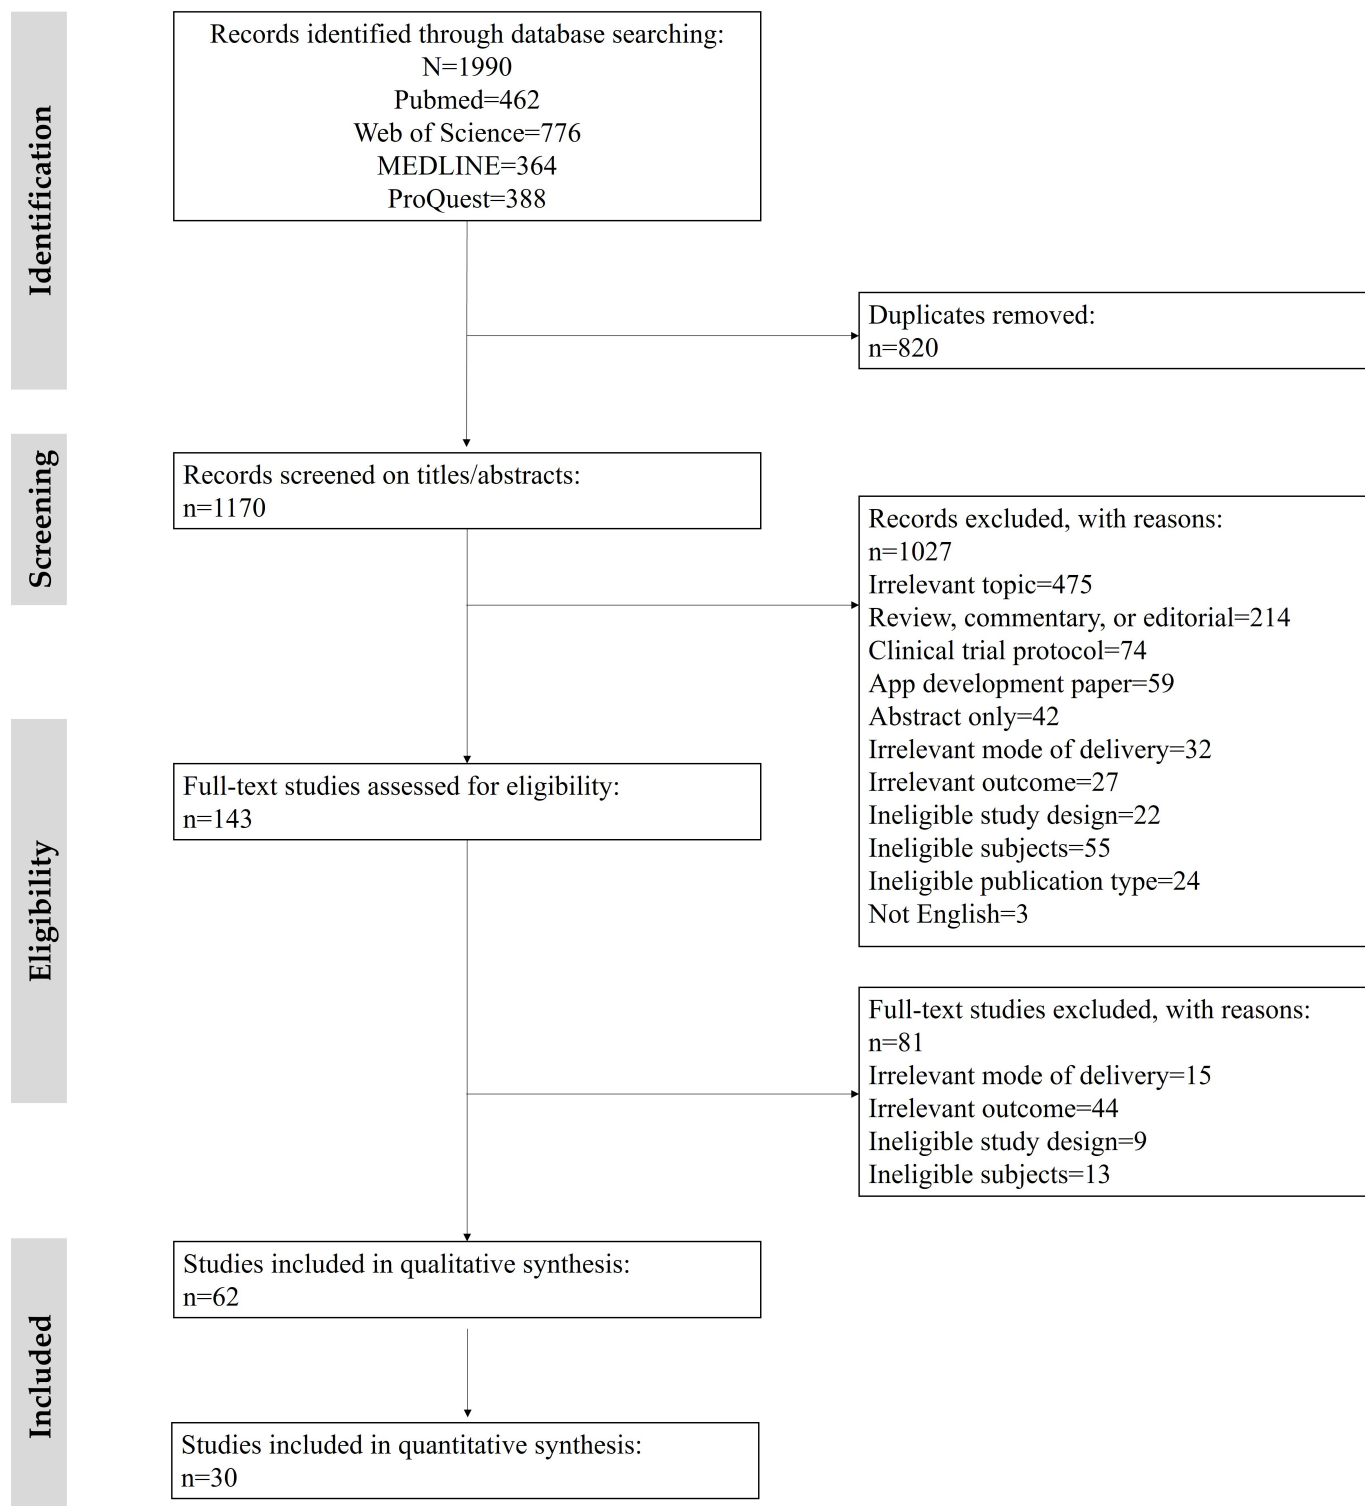 Identification
Records identified through database searching:
N=1990
Pubmed=462
Web of Science=776
MEDLINE=364
ProQuest=388
Duplicates removed:
n=820
Screening
Records screened on titles/abstracts:
n=1170
Records excluded, with reasons:
n=1027
Irrelevant topic=475
Review, commentary, or editorial=214
Clinical trial protocol=74
App development paper=59
Abstract only=42
Irrelevant mode of delivery=32
Irrelevant outcome=27
Ineligible study design=22
Ineligible subjects=55
Ineligible publication type=24
Not English=3
Eligibility
Full-text studies assessed for eligibility:
n=143
Full-text studies excluded, with reasons:
n=81
Irrelevant mode of delivery=15
Irrelevant outcome=44
Ineligible study design=9
Ineligible subjects=13
Included
Studies included in qualitative synthesis:
n=62
Studies included in quantitative synthesis:
n=30